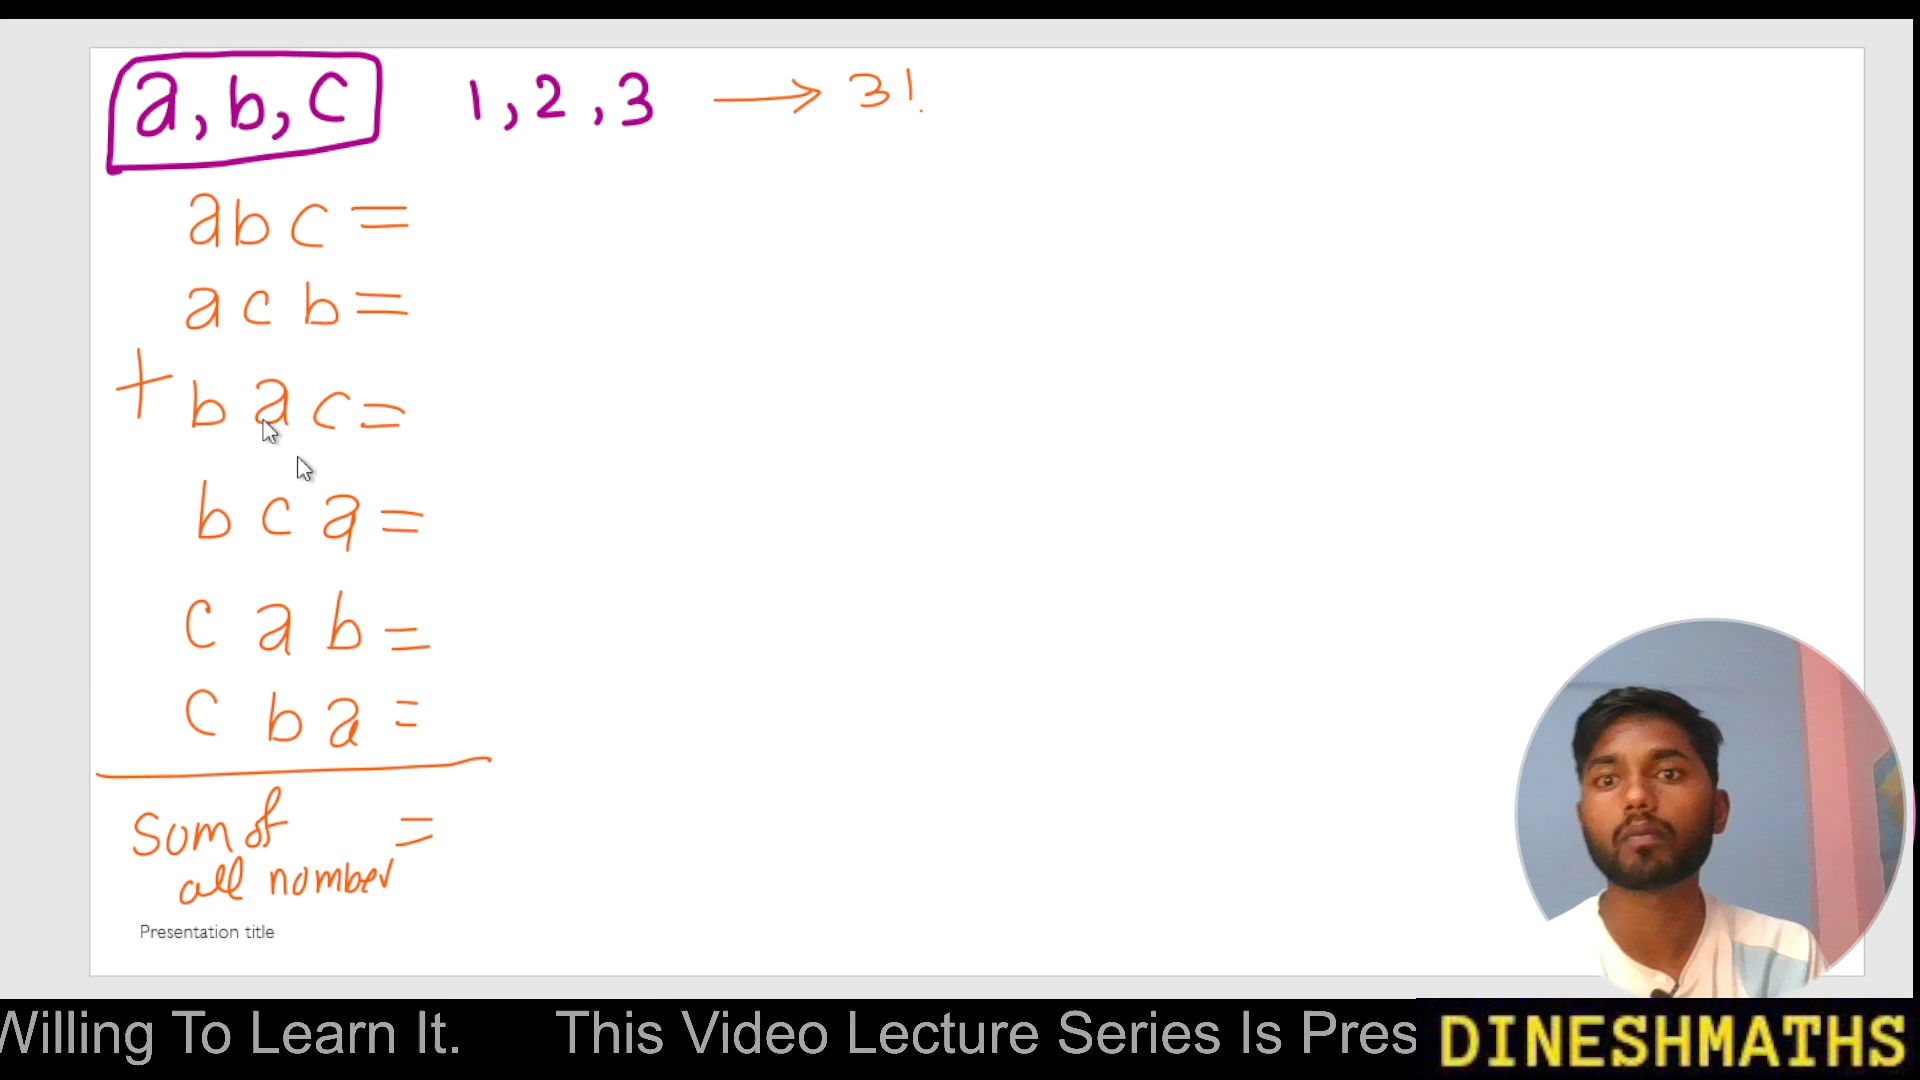 a, b, c 1, 2, 3 → 3!
abc =
acb =
+ bac =
bca =
cab =
cba =
Sum of =
all number
Presentation title
Willing To Learn It. This Video Lecture Series Is Pres
DINESHMATHS